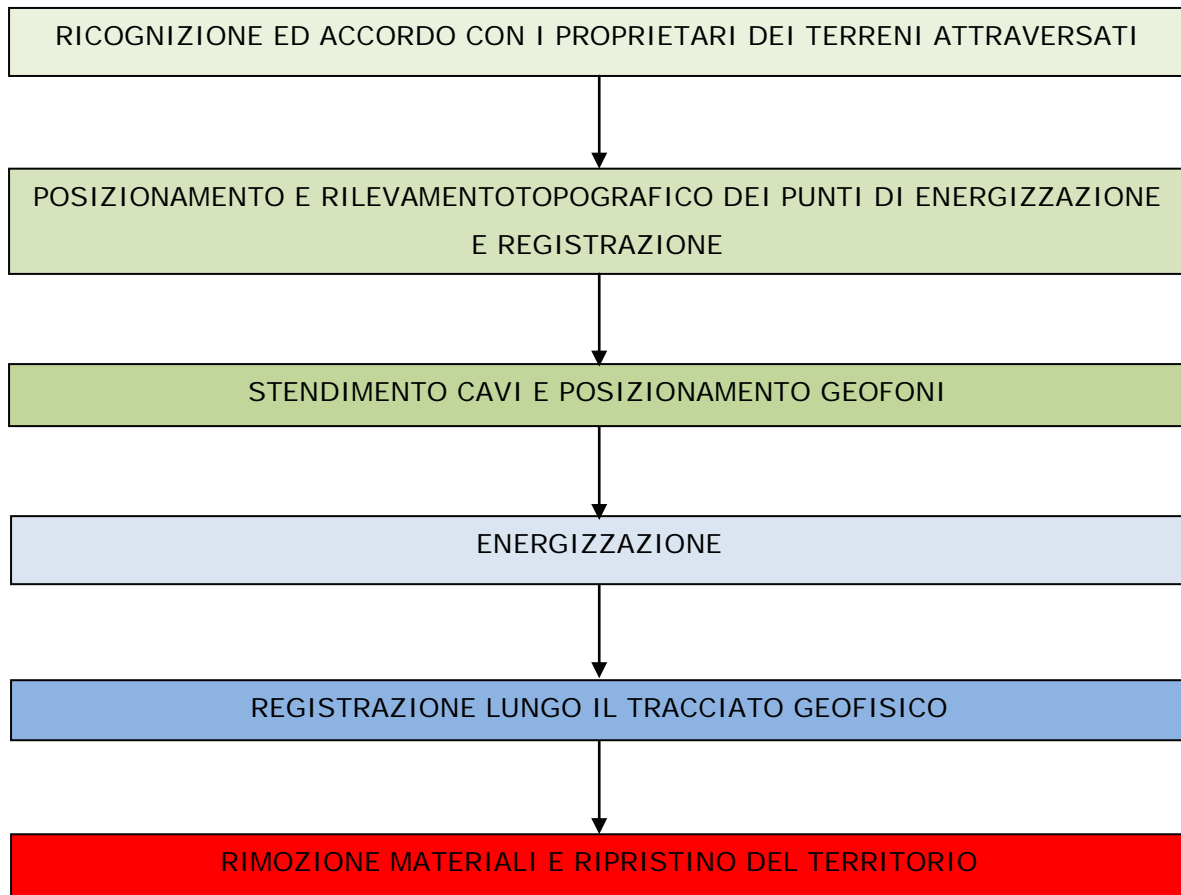 RICOGNIZIONE ED ACCORDO CON I PROPRIETARI DEI TERRENI ATTRAVERSATI
POSIZIONAMENTO E RILEVAMENTOTOPOGRAFICO DEI PUNTI DI ENERGIZZAZIONE
E REGISTRAZIONE
STENDIMENTO CAVI E POSIZIONAMENTO GEOFONI
ENERGIZZAZIONE
REGISTRAZIONE LUNGO IL TRACCIATO GEOFISICO
RIMOZIONE MATERIALI E RIPRISTINO DEL TERRITORIO